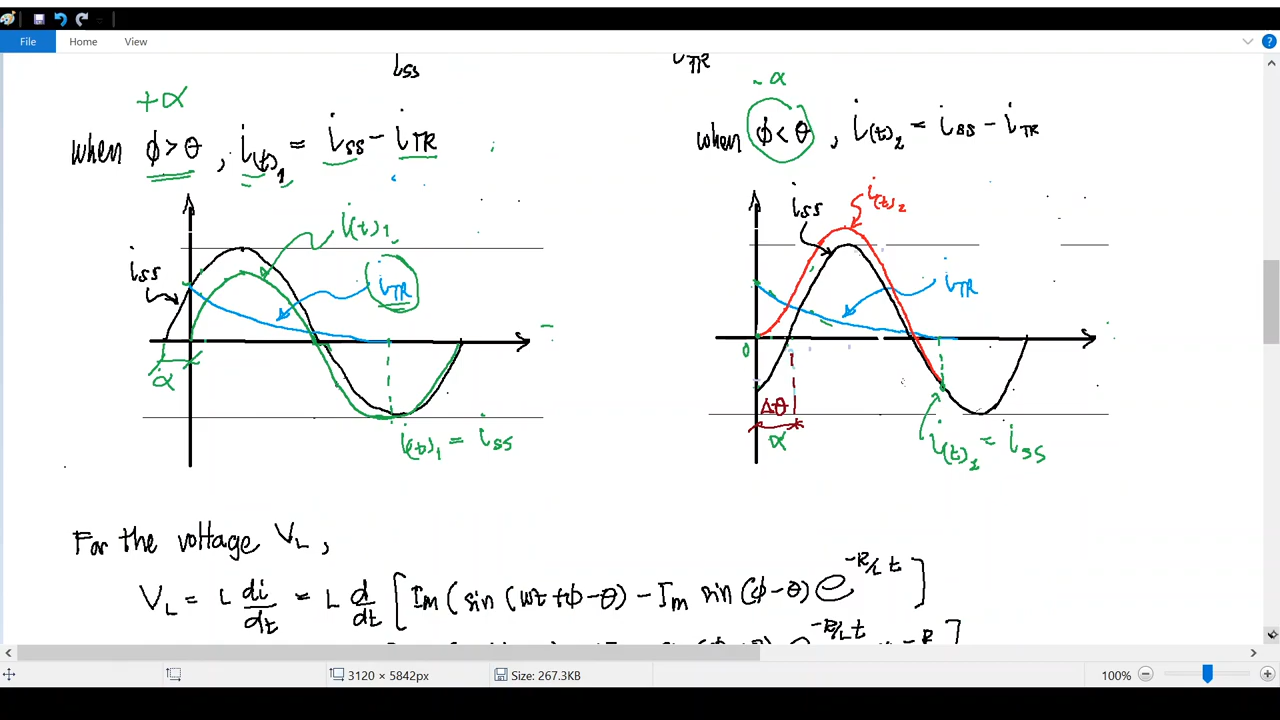 File Home View
iss
iTR
+α
when ϕ > θ, i(t)1 = iss - iTR
-α
when ϕ < θ, i(t)2 = iss - iTR
i(t)1
iss
iTR
α
i(t)1 = iss
iss
i(t)2
iTR
0
Δθ
α
i(t)2 = iss
For the voltage VL,
VL = L di/dt = L d/dt [Im (sin (ωt + ϕ - θ) - Im sin (ϕ - θ) e^-R/L t]
3120 × 5842px Size: 267.3KB 100%